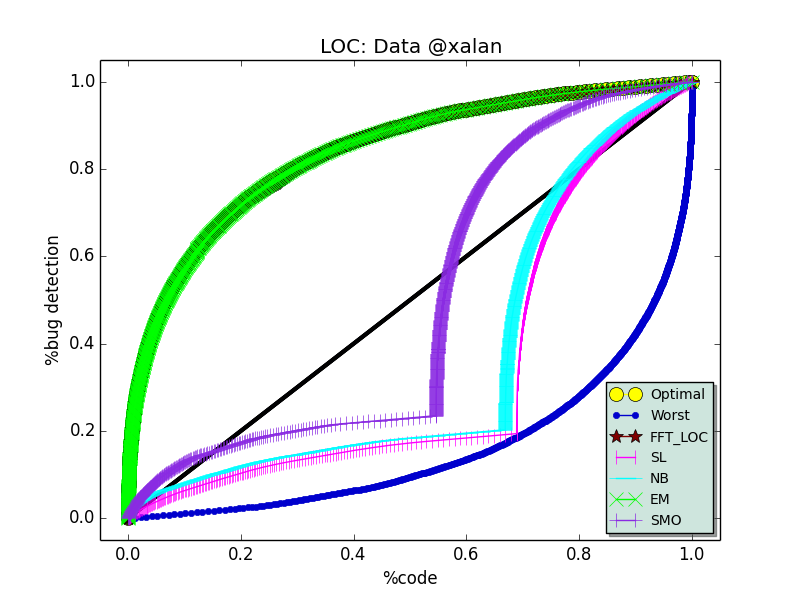 LOC: Data @xalan
1.0
0.8
0.6
0.4
0.2
0.0
%bug detection
0.0 0.2 0.4 0.6 0.8 1.0
%code
Optimal
Worst
FFT_LOC
SL
NB
EM
SMO